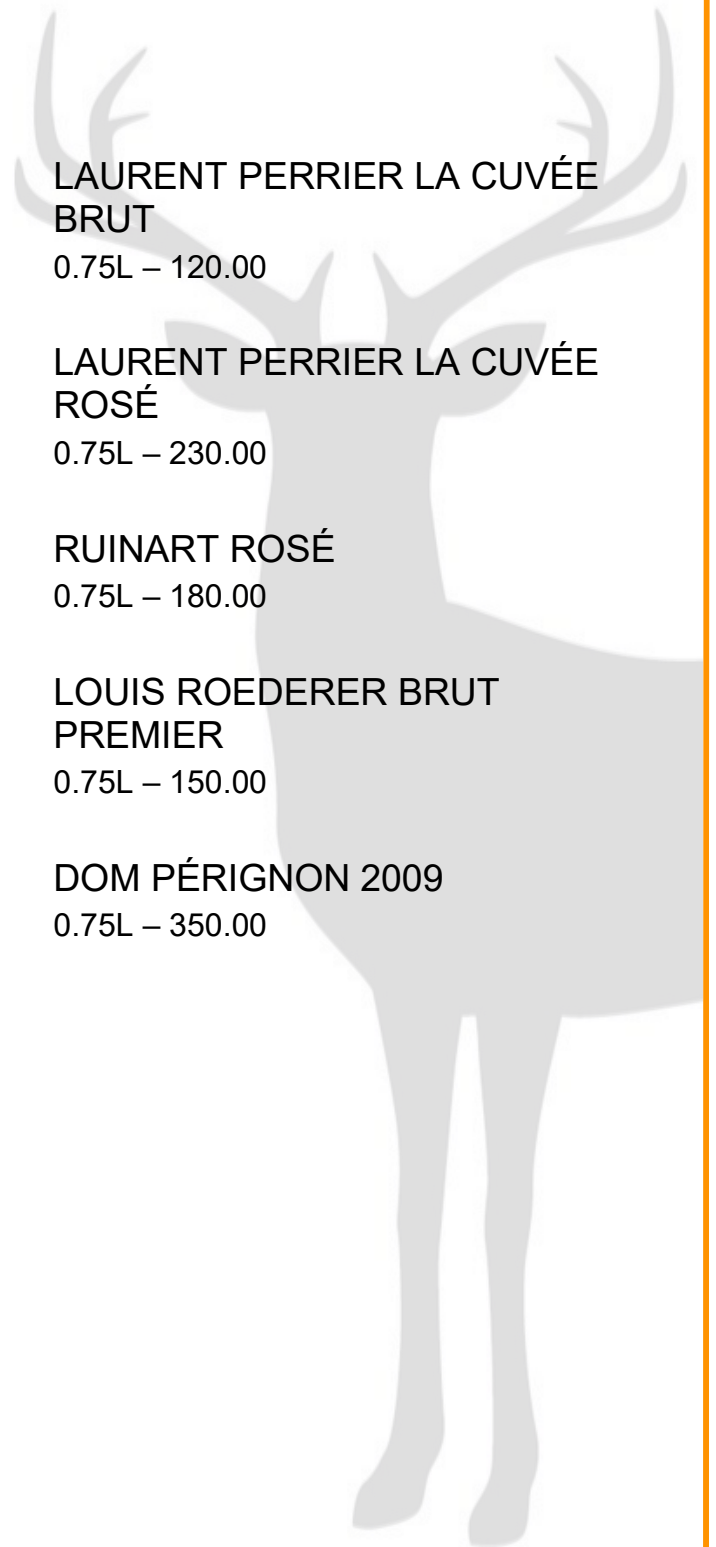 LAURENT PERRIER LA CUVÉE
BRUT
0.75L – 120.00
LAURENT PERRIER LA CUVÉE
ROSÉ
0.75L – 230.00
RUINART ROSÉ
0.75L – 180.00
LOUIS ROEDERER BRUT
PREMIER
0.75L – 150.00
DOM PÉRIGNON 2009
0.75L – 350.00